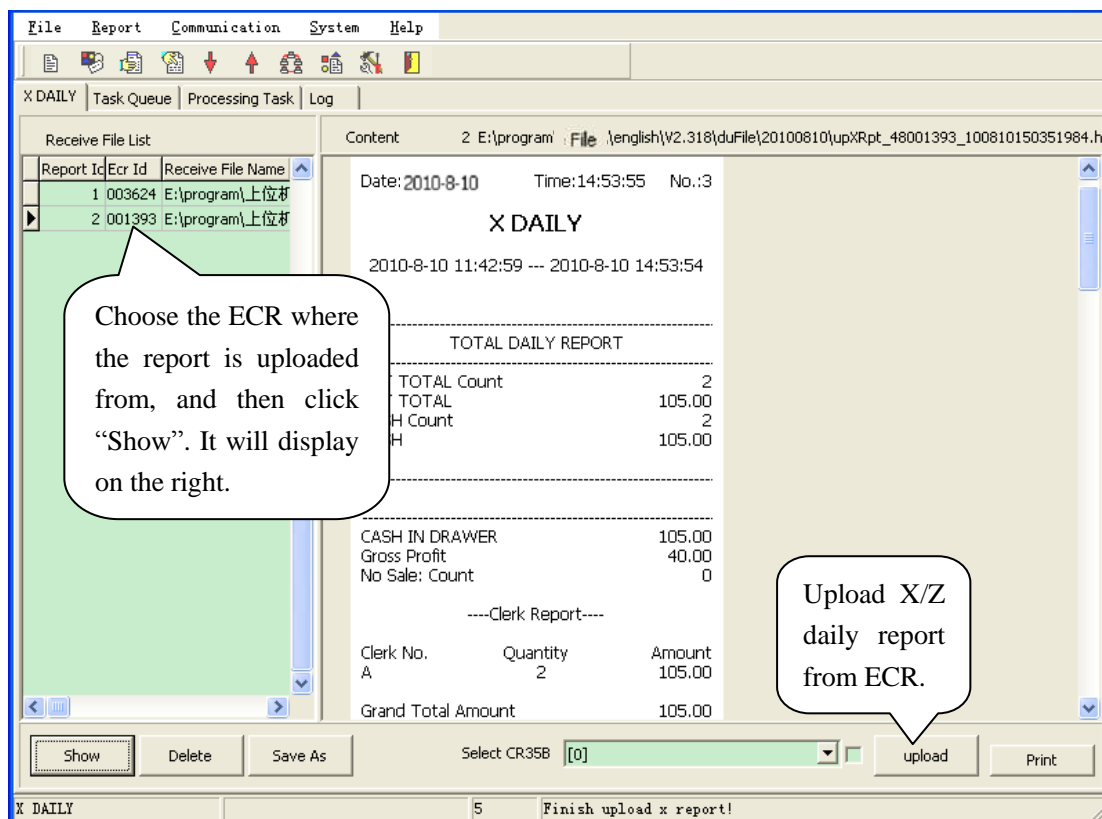 File Report Communication System Help
X DAILY Task Queue Processing Task Log
Receive File List
Content 2 E:\program File \english\V2.318\duFile\20100810\upXRpt_48001393_100810150351984.h
Report Id Ecr Id Receive File Name
1 003624 E:\program\上位机
2 001393 E:\program\上位机
Date: 2010-8-10 Time:14:53:55 No.:3
X DAILY
2010-8-10 11:42:59 --- 2010-8-10 14:53:54
TOTAL DAILY REPORT
TOTAL Count 2
TOTAL 105.00
Count 2
105.00
CASH IN DRAWER 105.00
Gross Profit 40.00
No Sale: Count 0
----Clerk Report----
Clerk No. Quantity Amount
A 2 105.00
Grand Total Amount 105.00
Choose the ECR where
the report is uploaded
from, and then click
“Show”. It will display
on the right.
Upload X/Z
daily report
from ECR.
Show Delete Save As Select CR35B [0] upload Print
X DAILY 5 Finish upload x report!